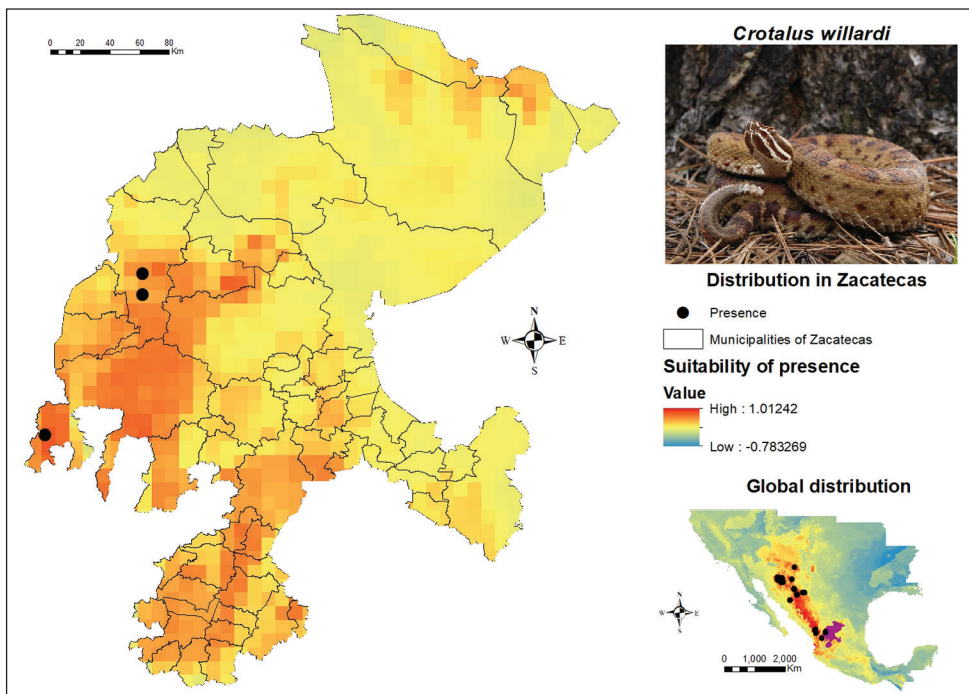 0 20 40 60 80
Km
Crotalus willardi
Distribution in Zacatecas
Presence
Municipalities of Zacatecas
Suitability of presence
Value
High : 1.01242
Low : -0.783269
N
W E
S
Global distribution
N
W E
S
0 1,000 2,000
Km